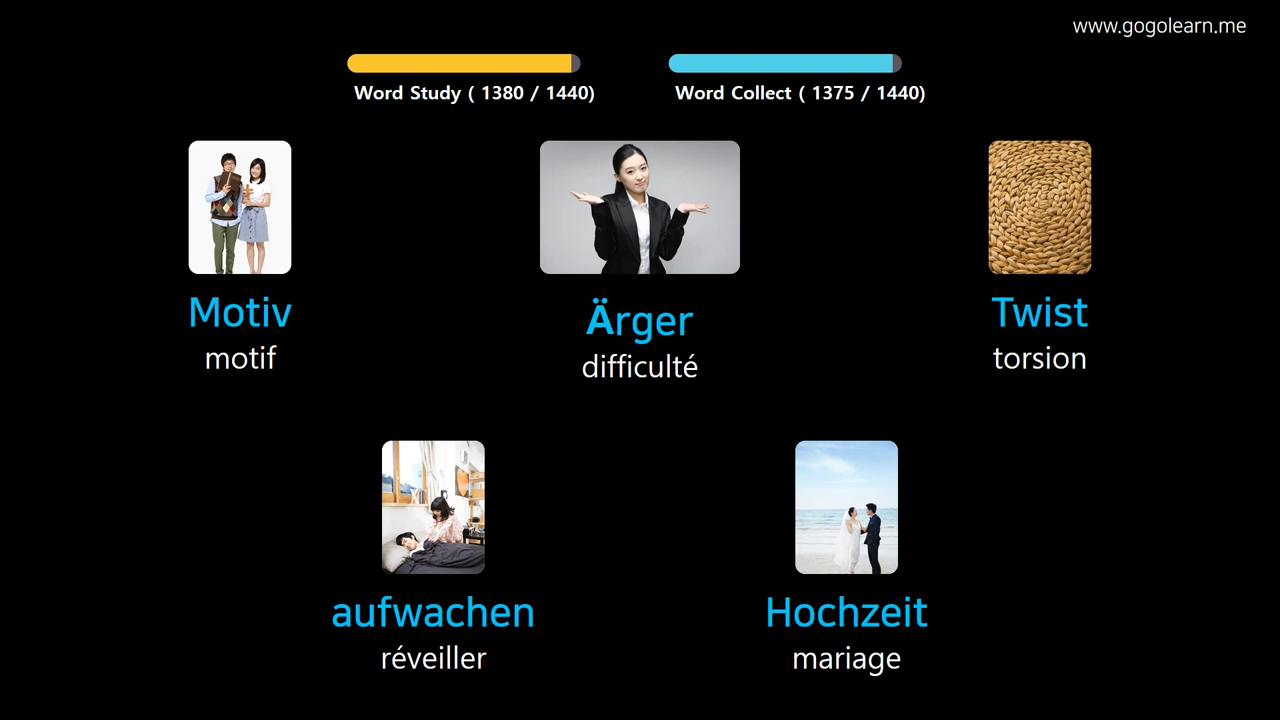 www.gogolearn.me
Word Study ( 1380 / 1440)
Word Collect ( 1375 / 1440)
Motiv
motif
Ärger
difficulté
Twist
torsion
aufwachen
réveiller
Hochzeit
mariage